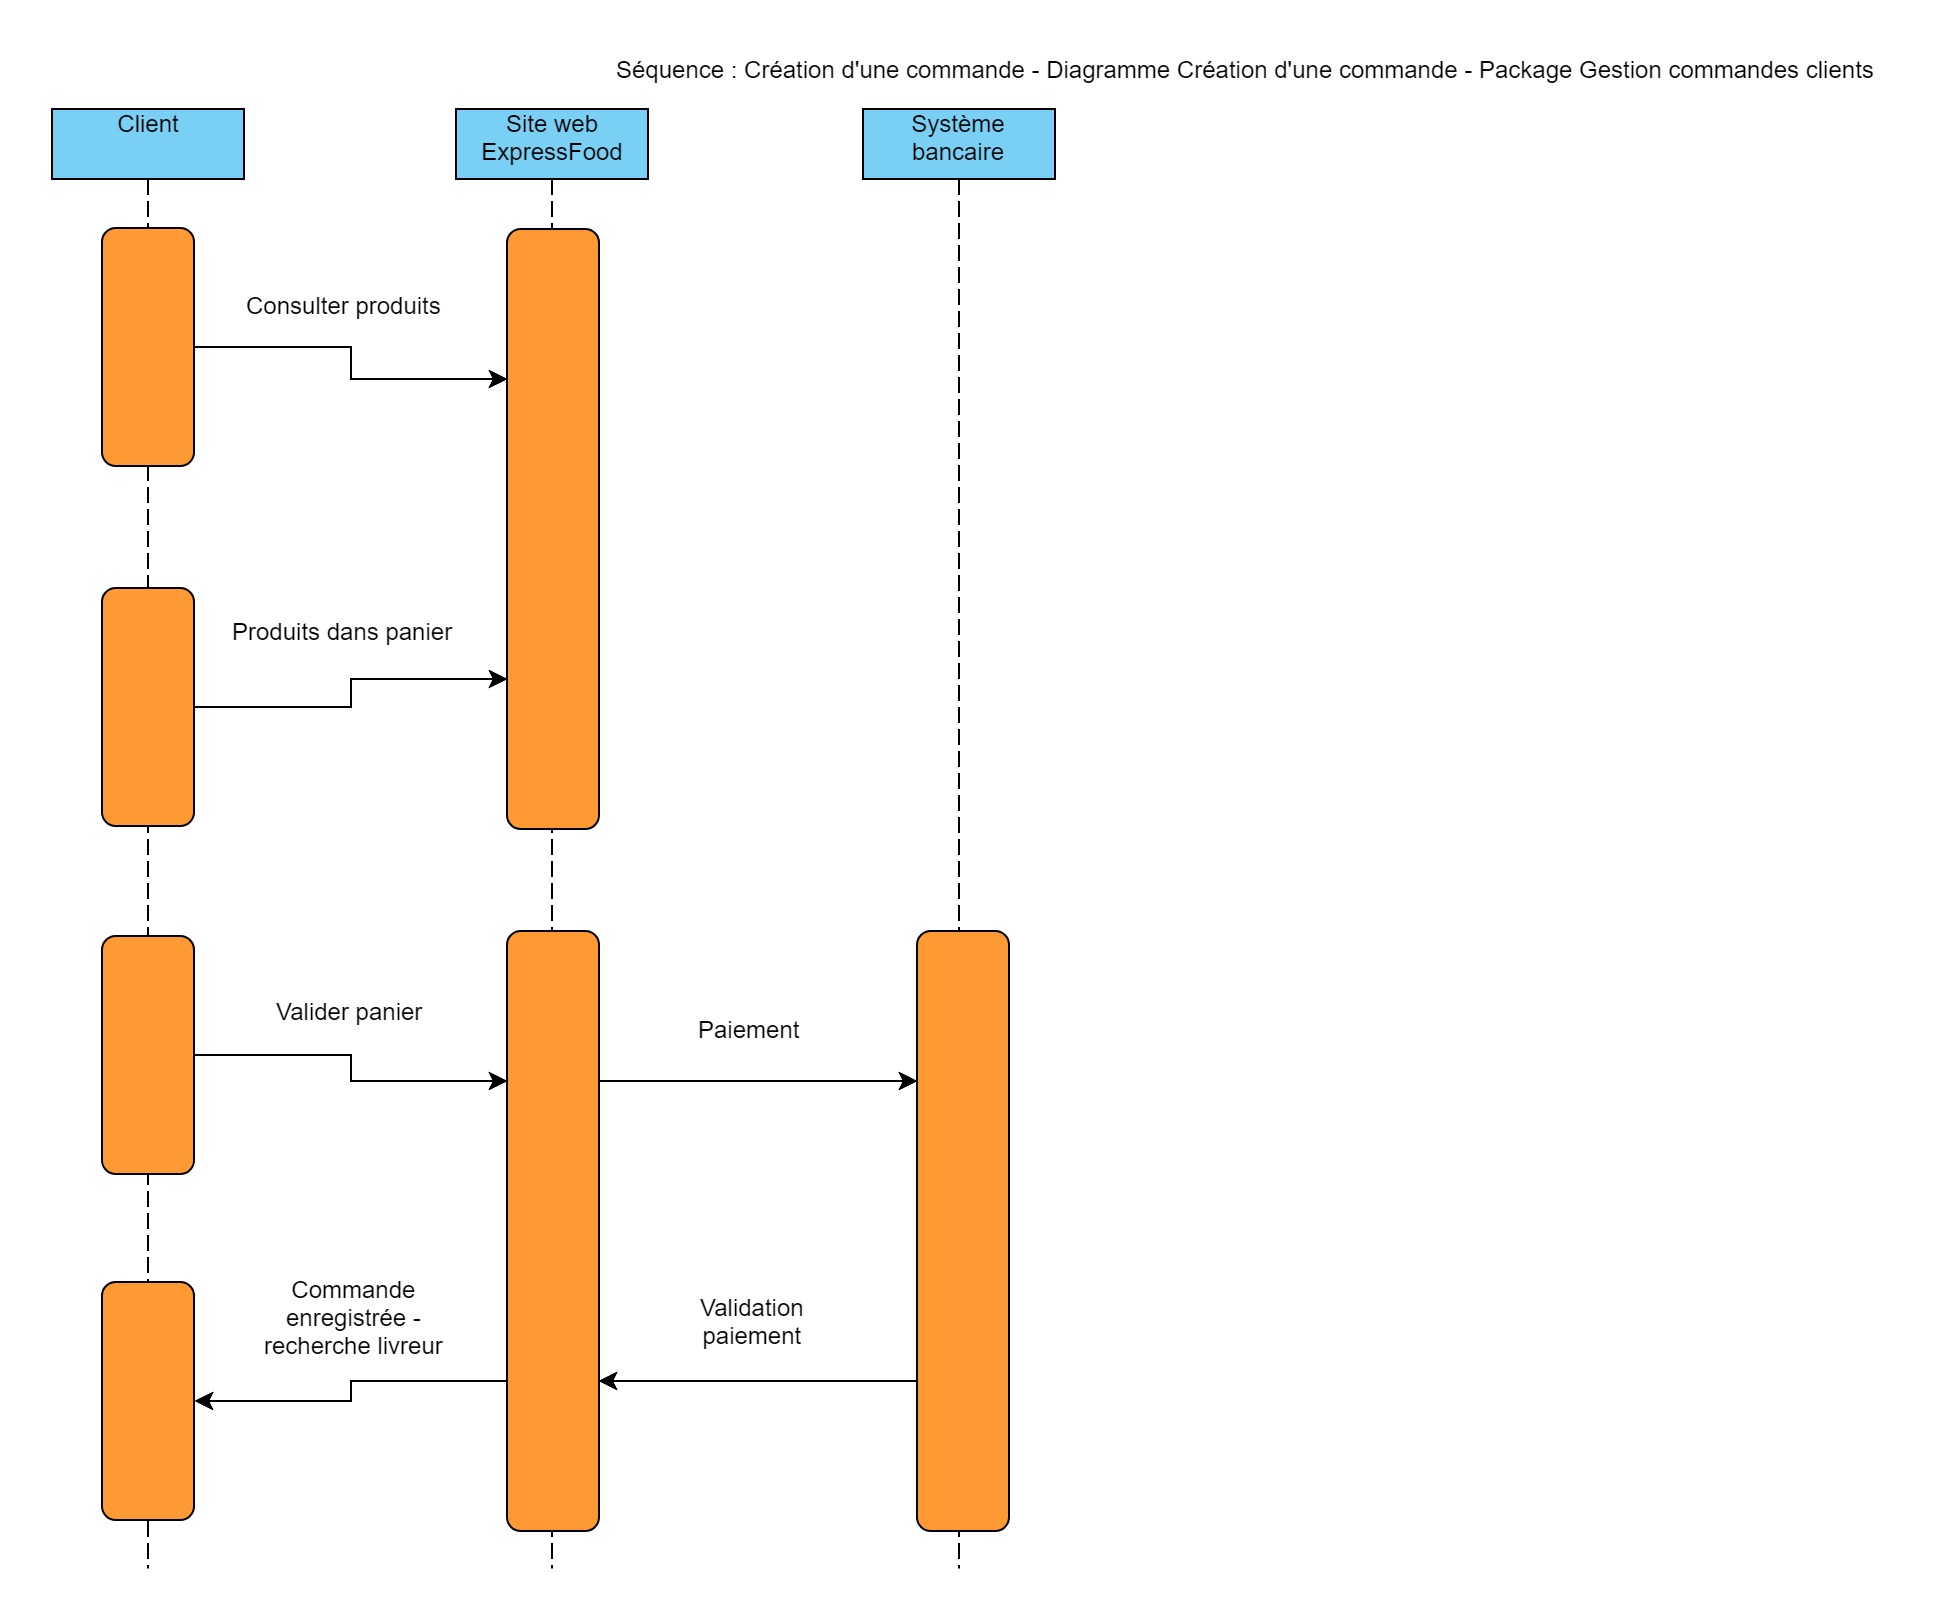 Séquence : Création d'une commande - Diagramme Création d'une commande - Package Gestion commandes clients
Client
Site web
ExpressFood
Système
bancaire
Consulter produits
Produits dans panier
Valider panier
Paiement
Commande
enregistrée -
recherche livreur
Validation
paiement